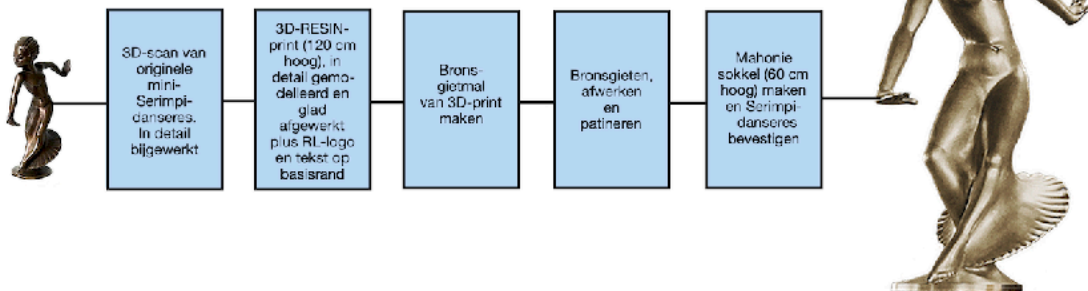 3D-scan van
originele
mini-
Serimpi-
danseres.
In detail
bijgewerkt
3D-RESIN-
print (120 cm
hoog), in
detail gemo-
delleerd en
glad
afgewerkt
plus RL-logo
en tekst op
basisrand
Brons-
gietmal
van 3D-print
maken
Bronsgieten,
afwerken
en
patineren
Mahonie
sokkel (60 cm
hoog) maken
en Serimpi-
danseres
bevestigen